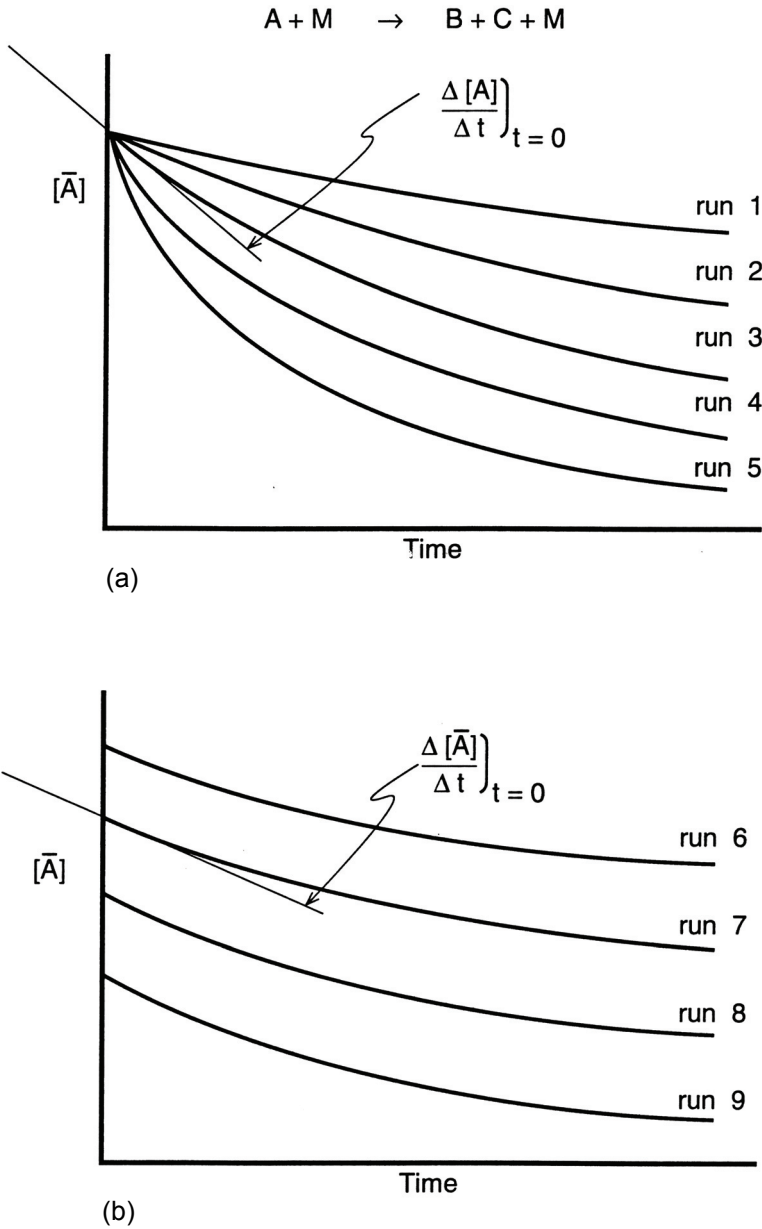 A + M → B + C + M
Δ [A]
Δ t
t = 0
[A̅]
run 1
run 2
run 3
run 4
run 5
Time
(a)
Δ [A̅]
Δ t
t = 0
[A̅]
run 6
run 7
run 8
run 9
Time
(b)